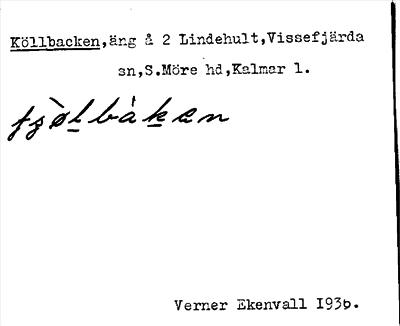 Köllbacken,äng å 2 Lindehult,Vissefjärda
sn,S.Möre hd,Kalmar l.
Verner Ekenvall 1936.